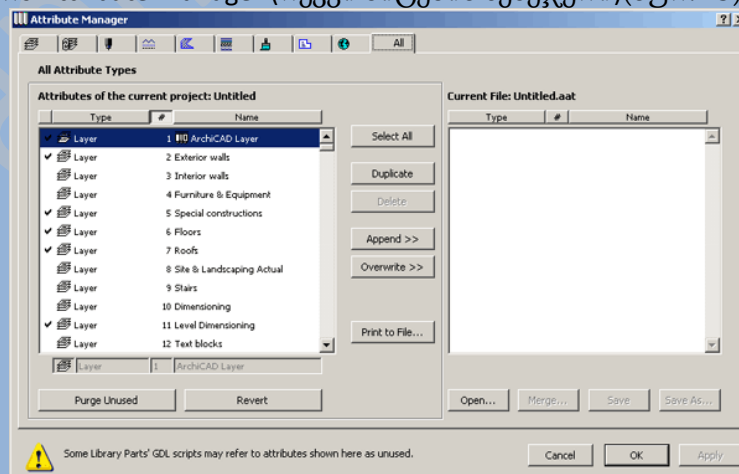 Attribute Manager
All
All Attribute Types
Attributes of the current project: Untitled
Type # Name
Layer 1 ArchiCAD Layer
Layer 2 Exterior walls
Layer 3 Interior walls
Layer 4 Furniture & Equipment
Layer 5 Special constructions
Layer 6 Floors
Layer 7 Roofs
Layer 8 Site & Landscaping Actual
Layer 9 Stairs
Layer 10 Dimensioning
Layer 11 Level Dimensioning
Layer 12 Text blocks
Layer 1 ArchiCAD Layer
Purge Unused
Revert
Select All
Duplicate
Delete
Append >>
Overwrite >>
Print to File...
Current File: Untitled.aat
Type # Name
Open...
Merge...
Save
Save As...
Some Library Parts' GDL scripts may refer to attributes shown here as unused.
Cancel
OK
Apply